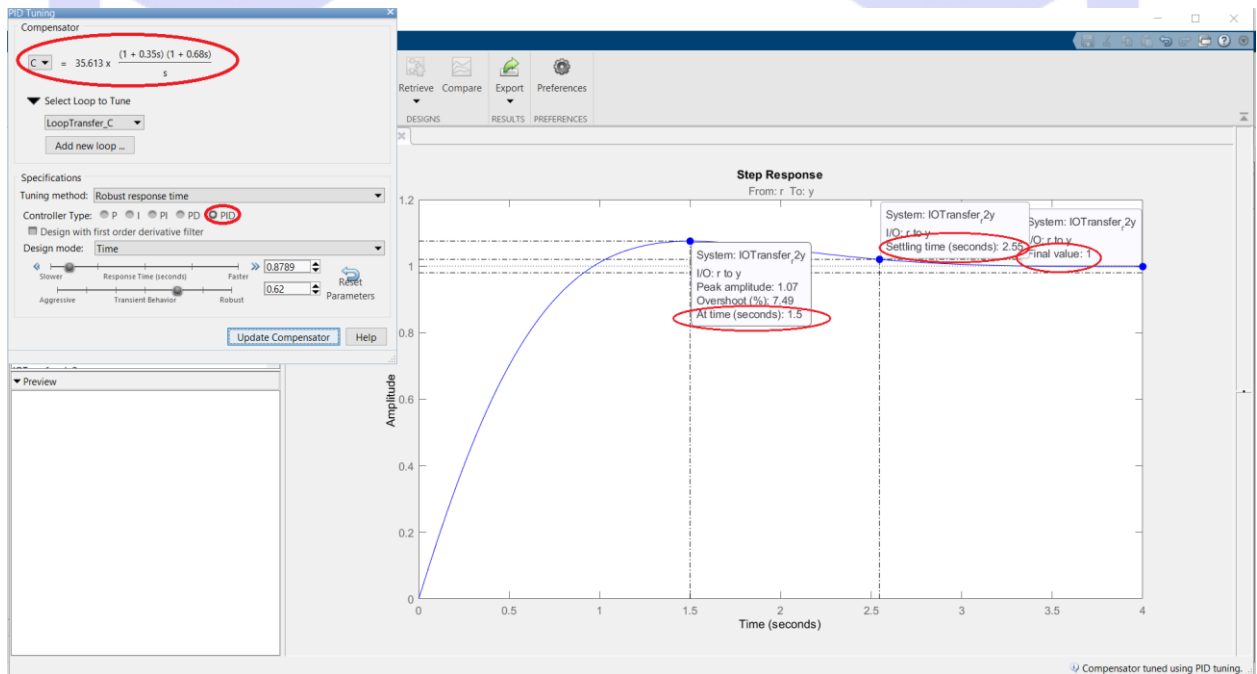 PID Tuning
Compensator
C = 35.613 x (1 + 0.35s) (1 + 0.68s)
s
Select Loop to Tune
LoopTransfer_C
Add new loop ...
Specifications
Tuning method: Robust response time
Controller Type: P I PI PD PID
Design with first order derivative filter
Design mode: Time
Slower Response Time (seconds) Faster 0.8789
Aggressive Transient Behavior Robust 0.62
Reset
Parameters
Update Compensator Help
Preview
Retrieve Compare Export Preferences
DESIGNS RESULTS PREFERENCES
Step Response
From: r To: y
System: IOTransfer_r2y
I/O: r to y
Peak amplitude: 1.07
Overshoot (%): 7.49
At time (seconds): 1.5
System: IOTransfer_r2y
I/O: r to y
Settling time (seconds): 2.55
System: IOTransfer_r2y
I/O: r to y
Final value: 1
Amplitude
1.2
1
0.8
0.6
0.4
0.2
0
0 0.5 1 1.5 2 2.5 3 3.5 4
Time (seconds)
Compensator tuned using PID tuning.